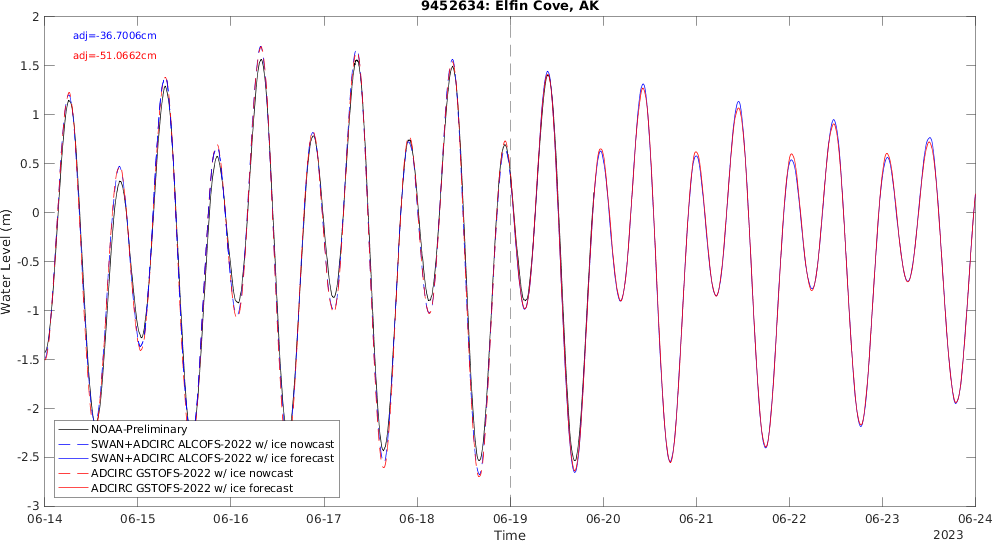 9452634: Elfin Cove, AK
adj=-36.7006cm
adj=-51.0662cm
2
1.5
1
0.5
0
-0.5
-1
-1.5
-2
-2.5
-3
Water Level (m)
NOAA-Preliminary
SWAN+ADCIRC ALCOFS-2022 w/ ice nowcast
SWAN+ADCIRC ALCOFS-2022 w/ ice forecast
ADCIRC GSTOFS-2022 w/ ice nowcast
ADCIRC GSTOFS-2022 w/ ice forecast
06-14 06-15 06-16 06-17 06-18 06-19 06-20 06-21 06-22 06-23 06-24
Time
2023